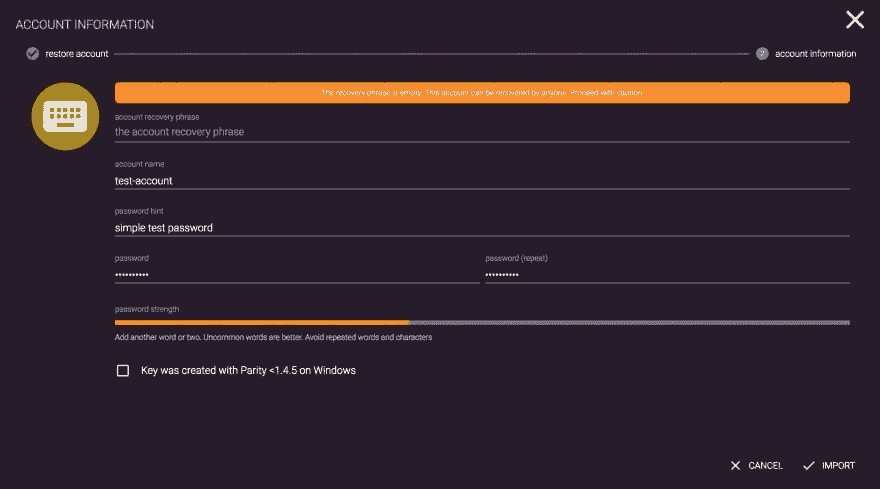 ACCOUNT INFORMATION
restore account
2
account information
The recovery phrase is empty. This account can be recovered by anyone. Proceed with caution.
account recovery phrase
the account recovery phrase
account name
test-account
password hint
simple test password
password
password (repeat)
••••••••••
••••••••••
password strength
Add another word or two. Uncommon words are better. Avoid repeated words and characters
Key was created with Parity <1.4.5 on Windows
CANCEL
IMPORT